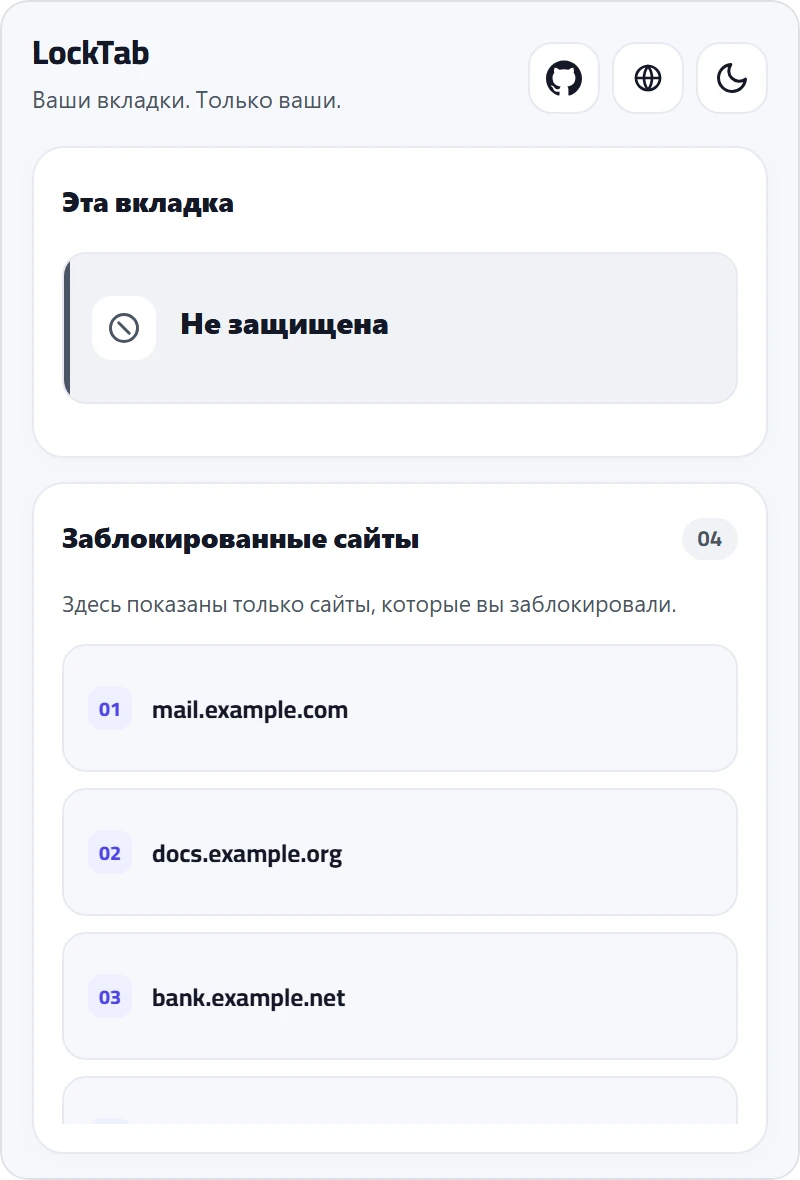 LockTab
Ваши вкладки. Только ваши.
Эта вкладка
Не защищена
Заблокированные сайты
04
Здесь показаны только сайты, которые вы заблокировали.
01
mail.example.com
02
docs.example.org
03
bank.example.net